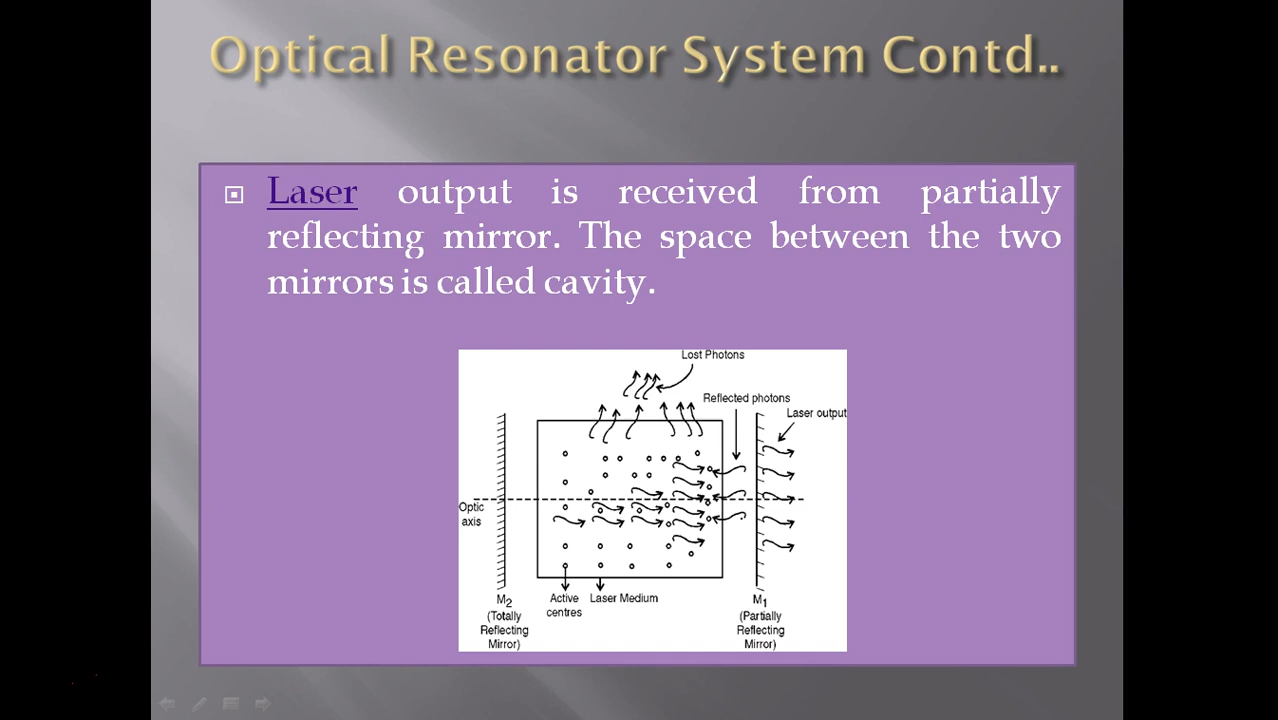 Optical Resonator System Contd..
Laser output is received from partially
reflecting mirror. The space between the two
mirrors is called cavity.
Lost Photons
Reflected photons
Laser output
Optic
axis
Active
centres
Laser Medium
M2
(Totally
Reflecting
Mirror)
M1
(Partially
Reflecting
Mirror)